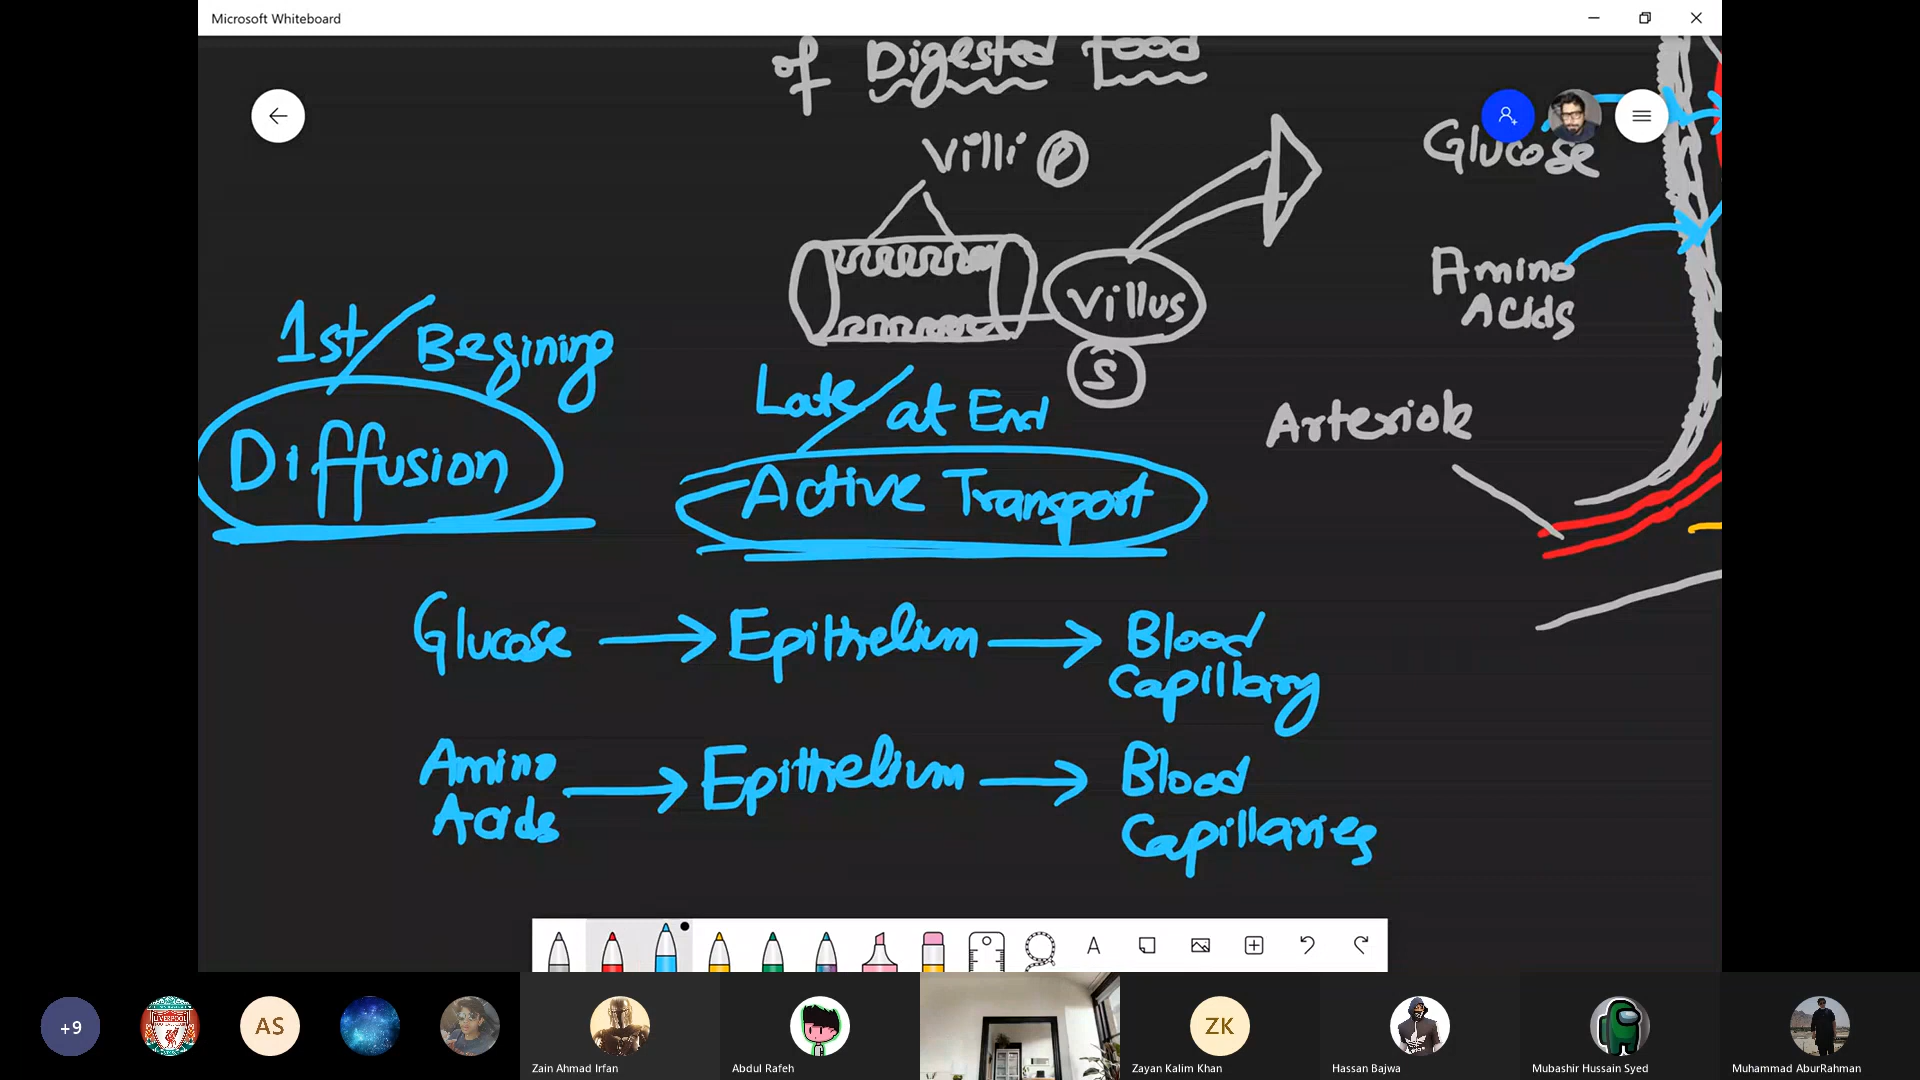 Microsoft Whiteboard
of Digested food
Villi P
Glucose
Villus
S
Amino
Acids
1st/Begining
Diffusion
Late/at End
Active Transport
Arteriole
Glucose → Epithelium → Blood
Capillary
Amino
Acids → Epithelium → Blood
Capillaries
A
+9
LIVERPOOL
AS
ZK
adidas
Zain Ahmad Irfan
Abdul Rafeh
Zayan Kalim Khan
Hassan Bajwa
Mubashir Hussain Syed
Muhammad AburRahman